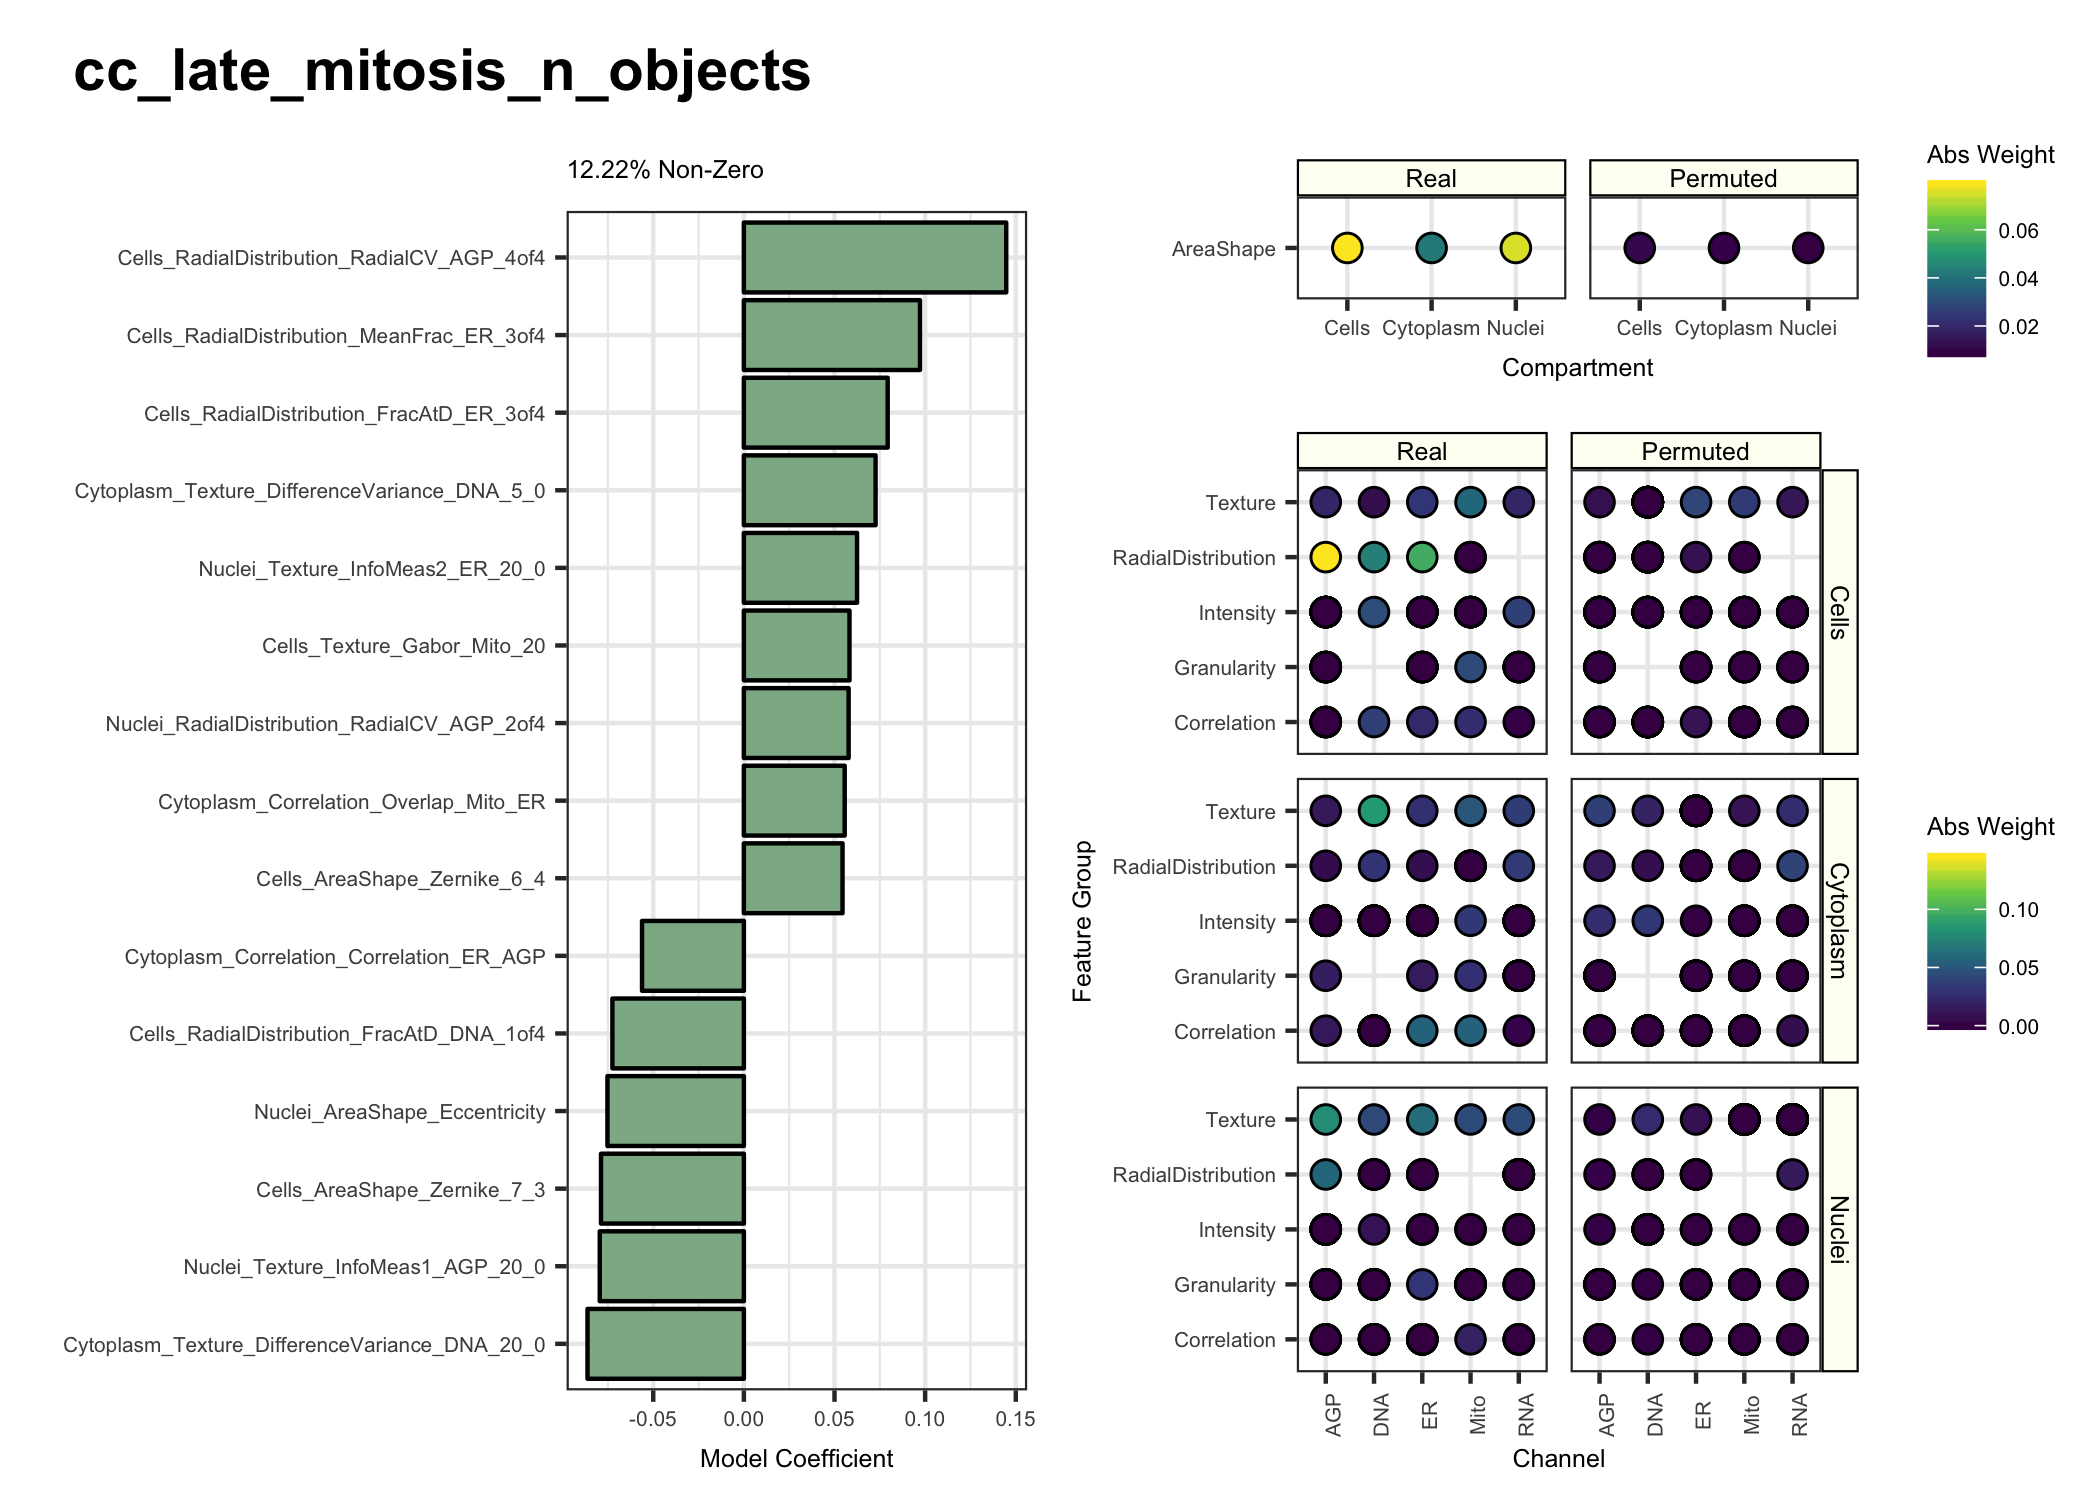 cc_late_mitosis_n_objects
12.22% Non-Zero
Cells_RadialDistribution_RadialCV_AGP_4of4
Cells_RadialDistribution_MeanFrac_ER_3of4
Cells_RadialDistribution_FracAtD_ER_3of4
Cytoplasm_Texture_DifferenceVariance_DNA_5_0
Nuclei_Texture_InfoMeas2_ER_20_0
Cells_Texture_Gabor_Mito_20
Nuclei_RadialDistribution_RadialCV_AGP_2of4
Cytoplasm_Correlation_Overlap_Mito_ER
Cells_AreaShape_Zernike_6_4
Cytoplasm_Correlation_Correlation_ER_AGP
Cells_RadialDistribution_FracAtD_DNA_1of4
Nuclei_AreaShape_Eccentricity
Cells_AreaShape_Zernike_7_3
Nuclei_Texture_InfoMeas1_AGP_20_0
Cytoplasm_Texture_DifferenceVariance_DNA_20_0
-0.05 0.00 0.05 0.10 0.15
Model Coefficient
Real Permuted
AreaShape
Cells Cytoplasm Nuclei Cells Cytoplasm Nuclei
Compartment
Abs Weight
0.06
0.04
0.02
Real Permuted
Feature Group
Texture
RadialDistribution
Intensity
Granularity
Correlation
Cells
Texture
RadialDistribution
Intensity
Granularity
Correlation
Cytoplasm
Texture
RadialDistribution
Intensity
Granularity
Correlation
Nuclei
AGP DNA ER Mito RNA AGP DNA ER Mito RNA
Channel
Abs Weight
0.10
0.05
0.00